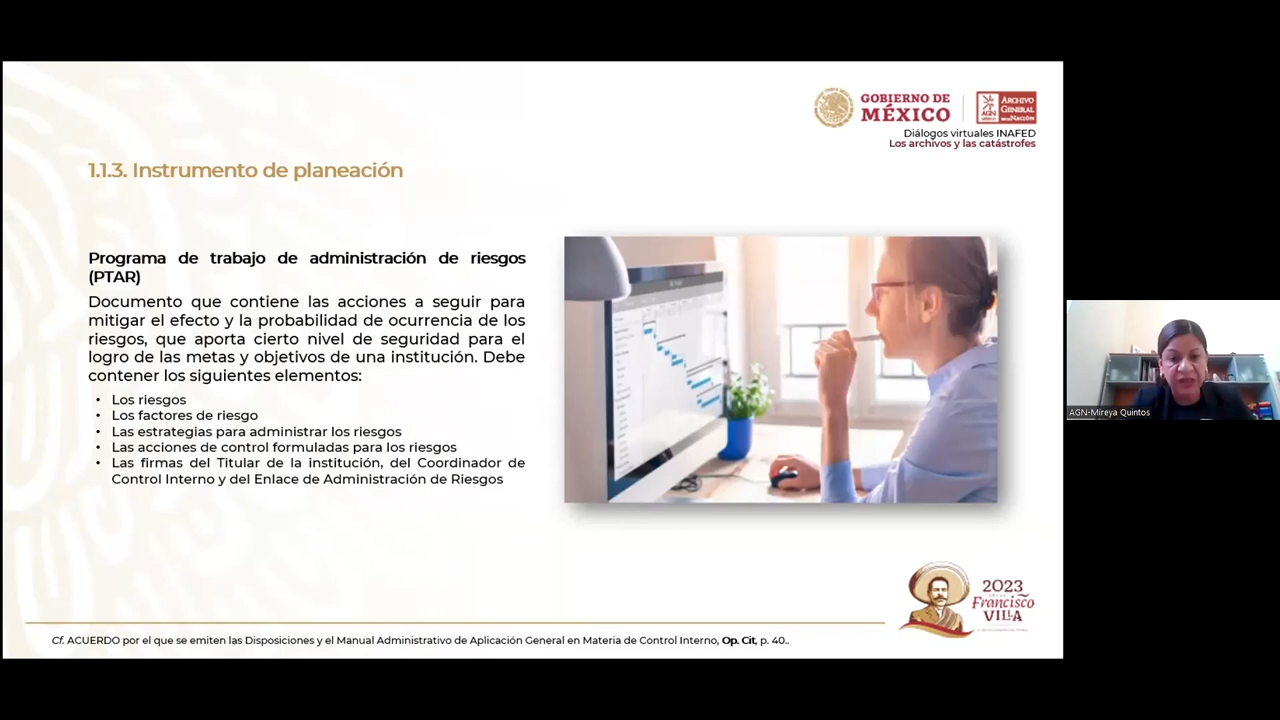 GOBIERNO DE
MÉXICO
AGN
MÉXICO
ARCHIVO
GENERAL
DE LA NACIÓN
Diálogos virtuales INAFED
Los archivos y las catástrofes
1.1.3. Instrumento de planeación
Programa de trabajo de administración de riesgos
(PTAR)
Documento que contiene las acciones a seguir para
mitigar el efecto y la probabilidad de ocurrencia de los
riesgos, que aporta cierto nivel de seguridad para el
logro de las metas y objetivos de una institución. Debe
contener los siguientes elementos:
• Los riesgos
• Los factores de riesgo
• Las estrategias para administrar los riesgos
• Las acciones de control formuladas para los riesgos
• Las firmas del Titular de la institución, del Coordinador de
Control Interno y del Enlace de Administración de Riesgos
AGN-Mireya Quintos
2023
Francisco
VILLA
Cf. ACUERDO por el que se emiten las Disposiciones y el Manual Administrativo de Aplicación General en Materia de Control Interno, Op. Cit, p. 40..